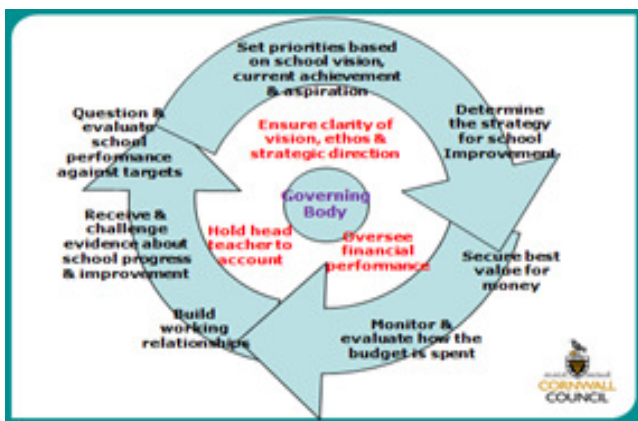 Set priorities based
on school vision,
current achievement
& aspiration
Determine
the strategy
for school
Improvement
Secure best
value for
money
Monitor &
evaluate how the
budget is spent
Build
working
relationships
Receive &
challenge
evidence about
school progress
& improvement
Question &
evaluate
school
performance
against targets
Ensure clarity of
vision, ethos &
strategic direction
Governing
Body
Hold head
teacher to
account
Oversee
financial
performance
CORNWALL
COUNCIL